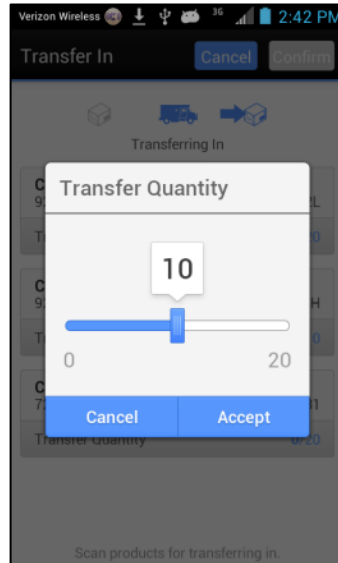 Verizon Wireless 3G 2:42 PM
Transfer In Cancel Confirm
Transferring In
Transfer Quantity
10
0 20
Cancel Accept
Transfer Quantity 0/20
Scan products for transferring in.